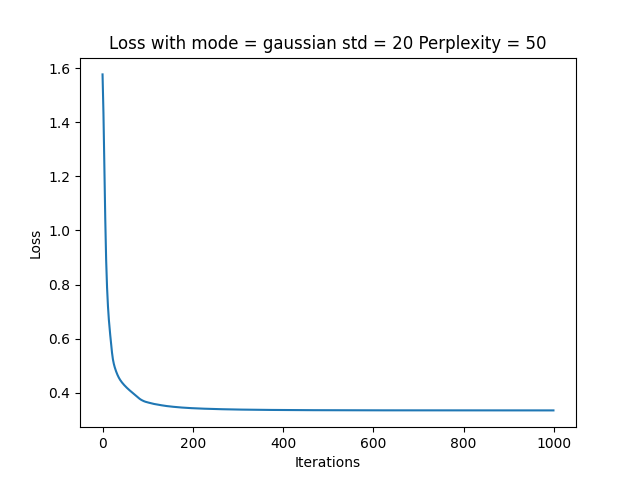 Loss with mode = gaussian std = 20 Perplexity = 50
1.6
1.4
1.2
1.0
0.8
0.6
0.4
Loss
0 200 400 600 800 1000
Iterations